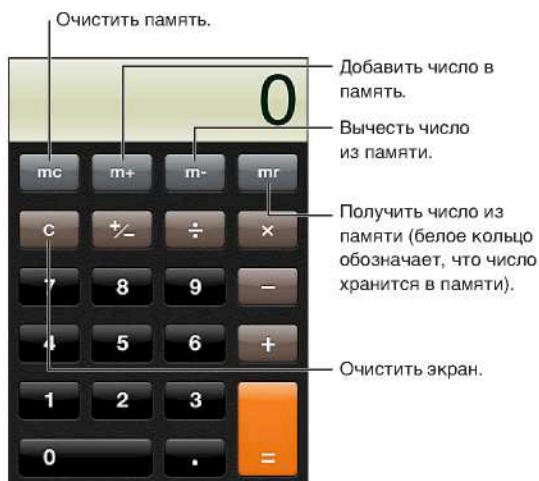 Очистить память.
0
Добавить число в
память.
Вычесть число
из памяти.
mc m+ m- mr
Получить число из
памяти (белое кольцо
обозначает, что число
хранится в памяти).
c +/− ÷ ×
7 8 9 −
4 5 6 +
Очистить экран.
1 2 3
0 . =